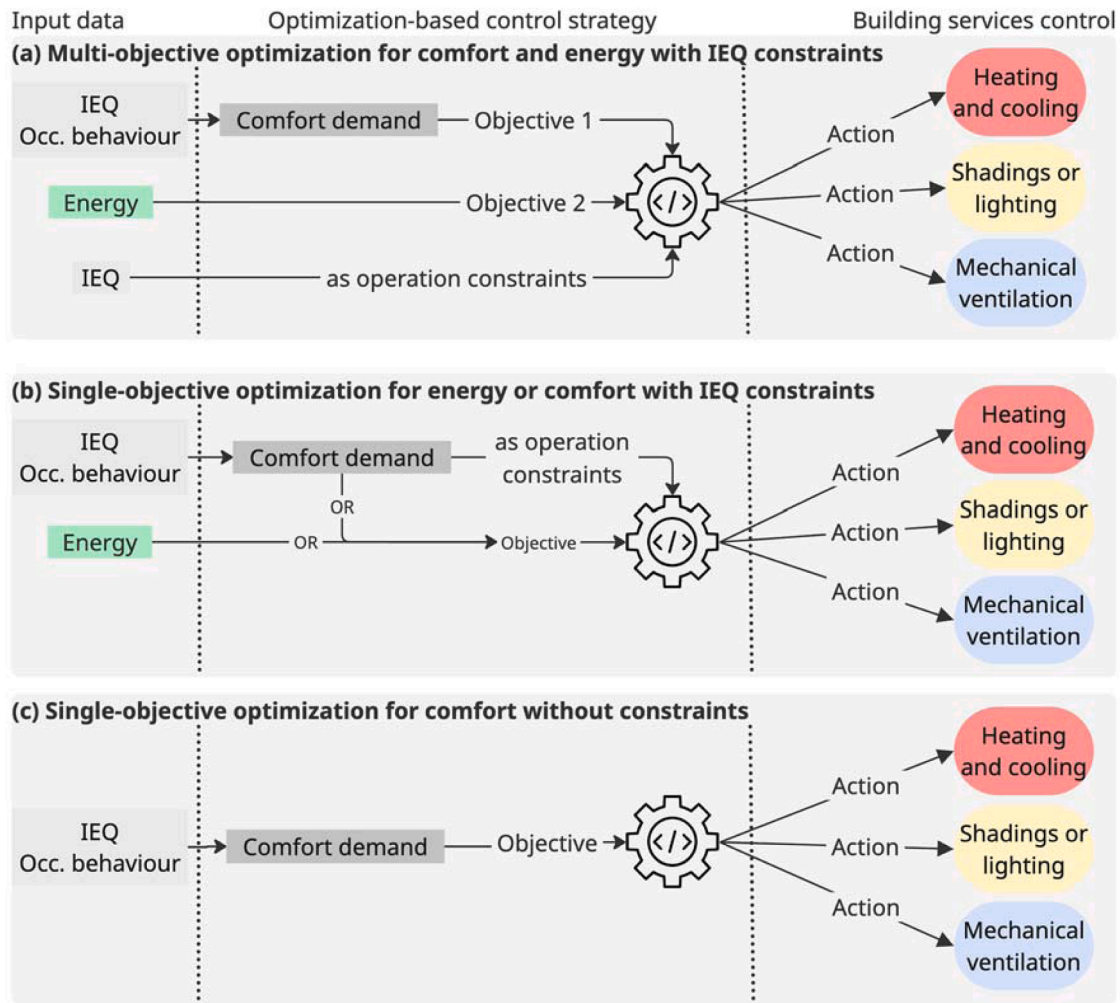 Input data
Optimization-based control strategy
Building services control
(a) Multi-objective optimization for comfort and energy with IEQ constraints
IEQ
Occ. behaviour
Comfort demand
Objective 1
Energy
Objective 2
</>
IEQ
as operation constraints
Action
Action
Action
Heating
and cooling
Shadings or
lighting
Mechanical
ventilation
(b) Single-objective optimization for energy or comfort with IEQ constraints
IEQ
Occ. behaviour
Comfort demand
as operation
constraints
OR
Energy
OR
Objective
</>
Action
Action
Action
Heating
and cooling
Shadings or
lighting
Mechanical
ventilation
(c) Single-objective optimization for comfort without constraints
IEQ
Occ. behaviour
Comfort demand
Objective
</>
Action
Action
Action
Heating
and cooling
Shadings or
lighting
Mechanical
ventilation